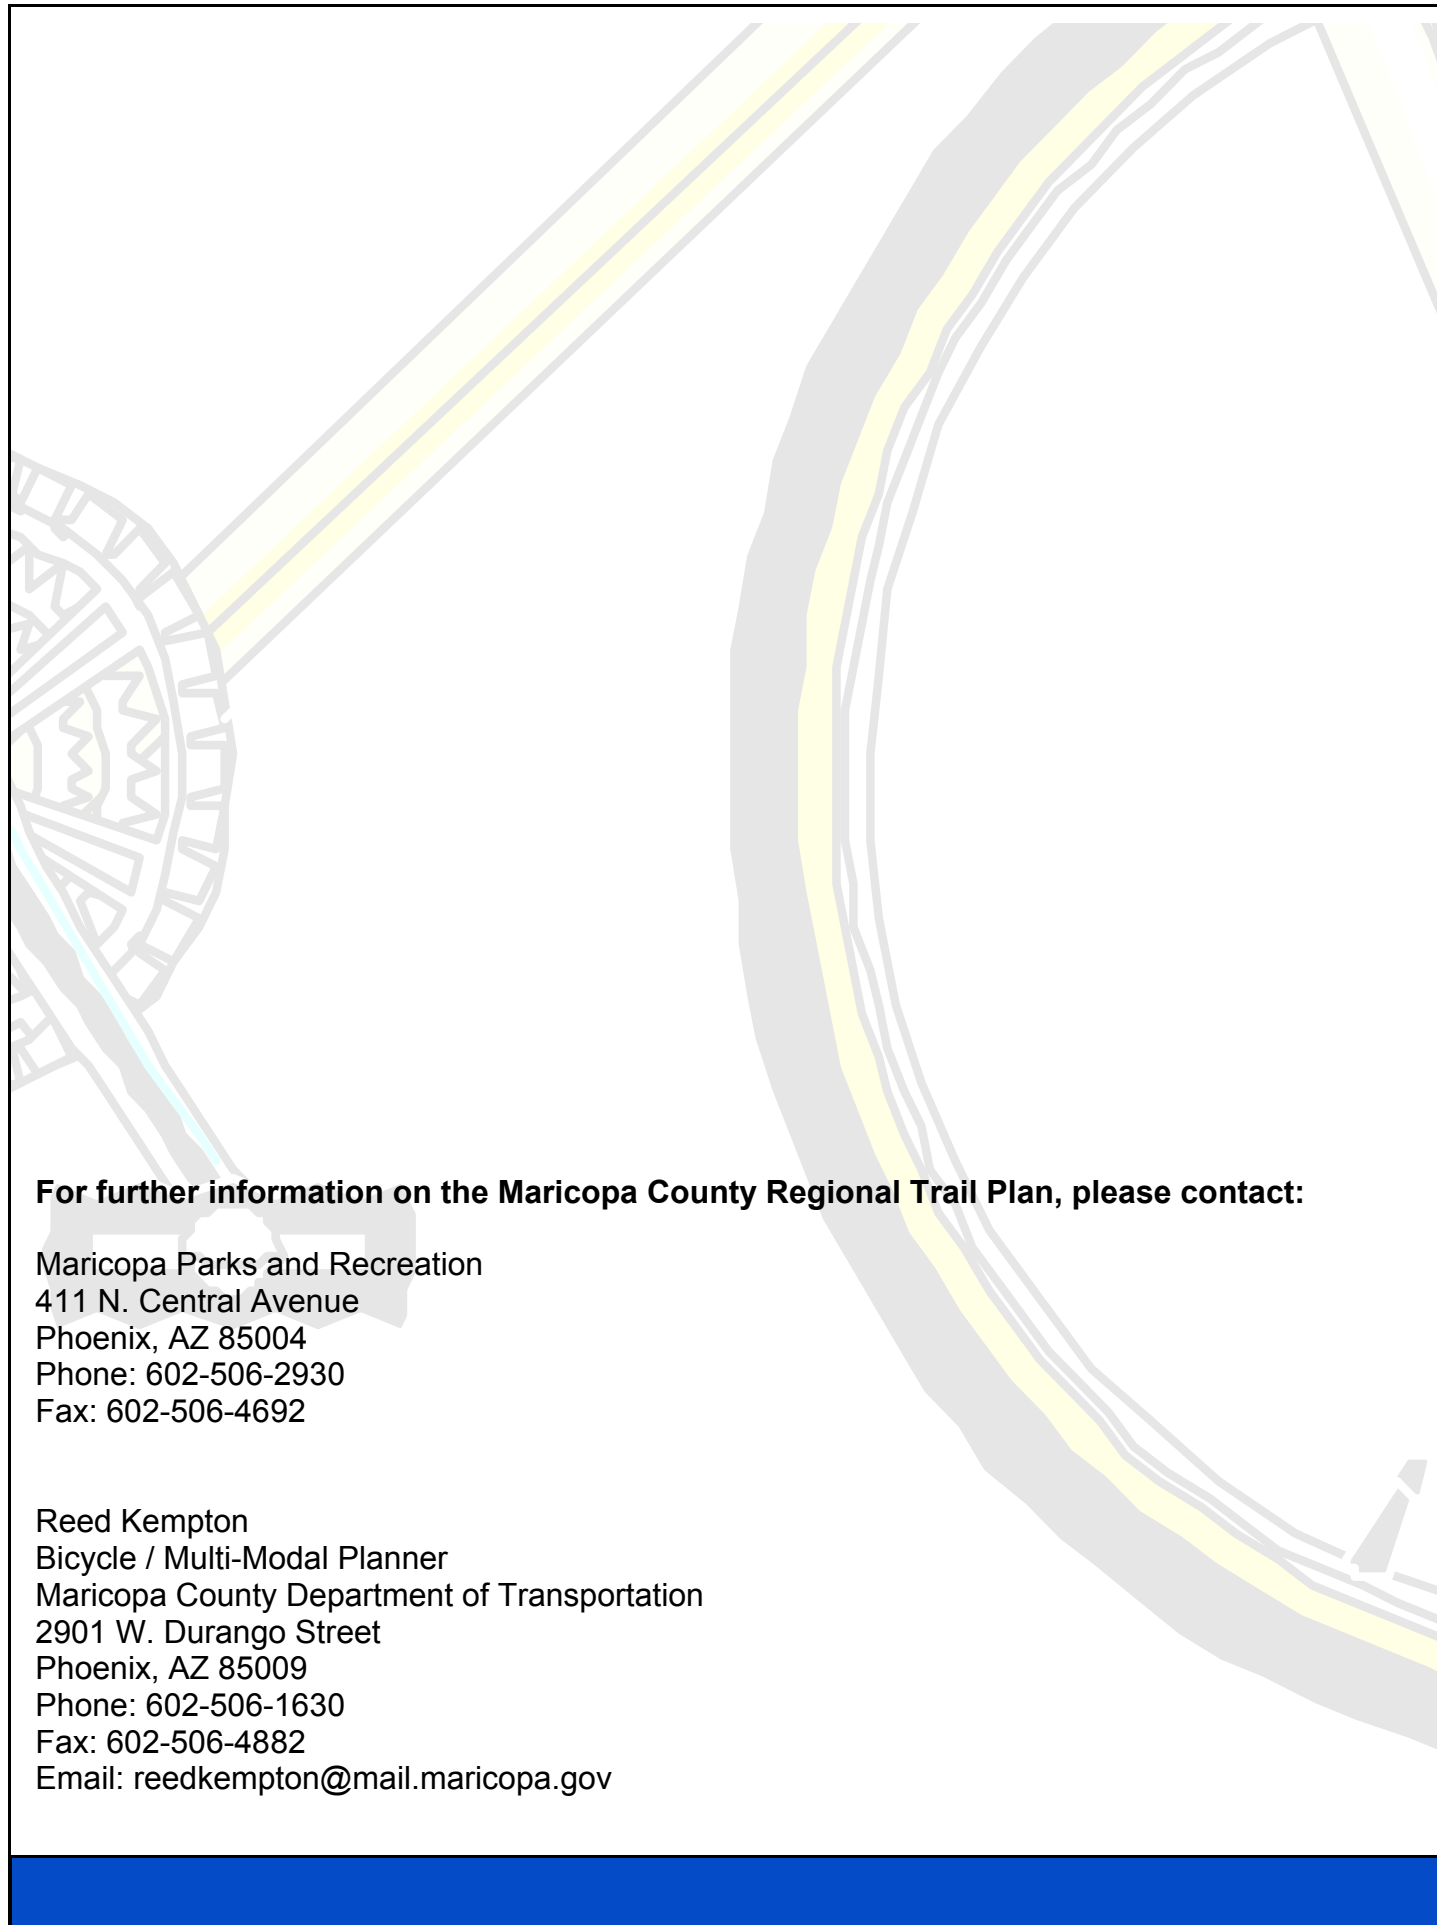 For further information on the Maricopa County Regional Trail Plan, please contact:
Maricopa Parks and Recreation
411 N. Central Avenue
Phoenix, AZ 85004
Phone: 602-506-2930
Fax: 602-506-4692
Reed Kempton
Bicycle / Multi-Modal Planner
Maricopa County Department of Transportation
2901 W. Durango Street
Phoenix, AZ 85009
Phone: 602-506-1630
Fax: 602-506-4882
Email: reedkempton@mail.maricopa.gov